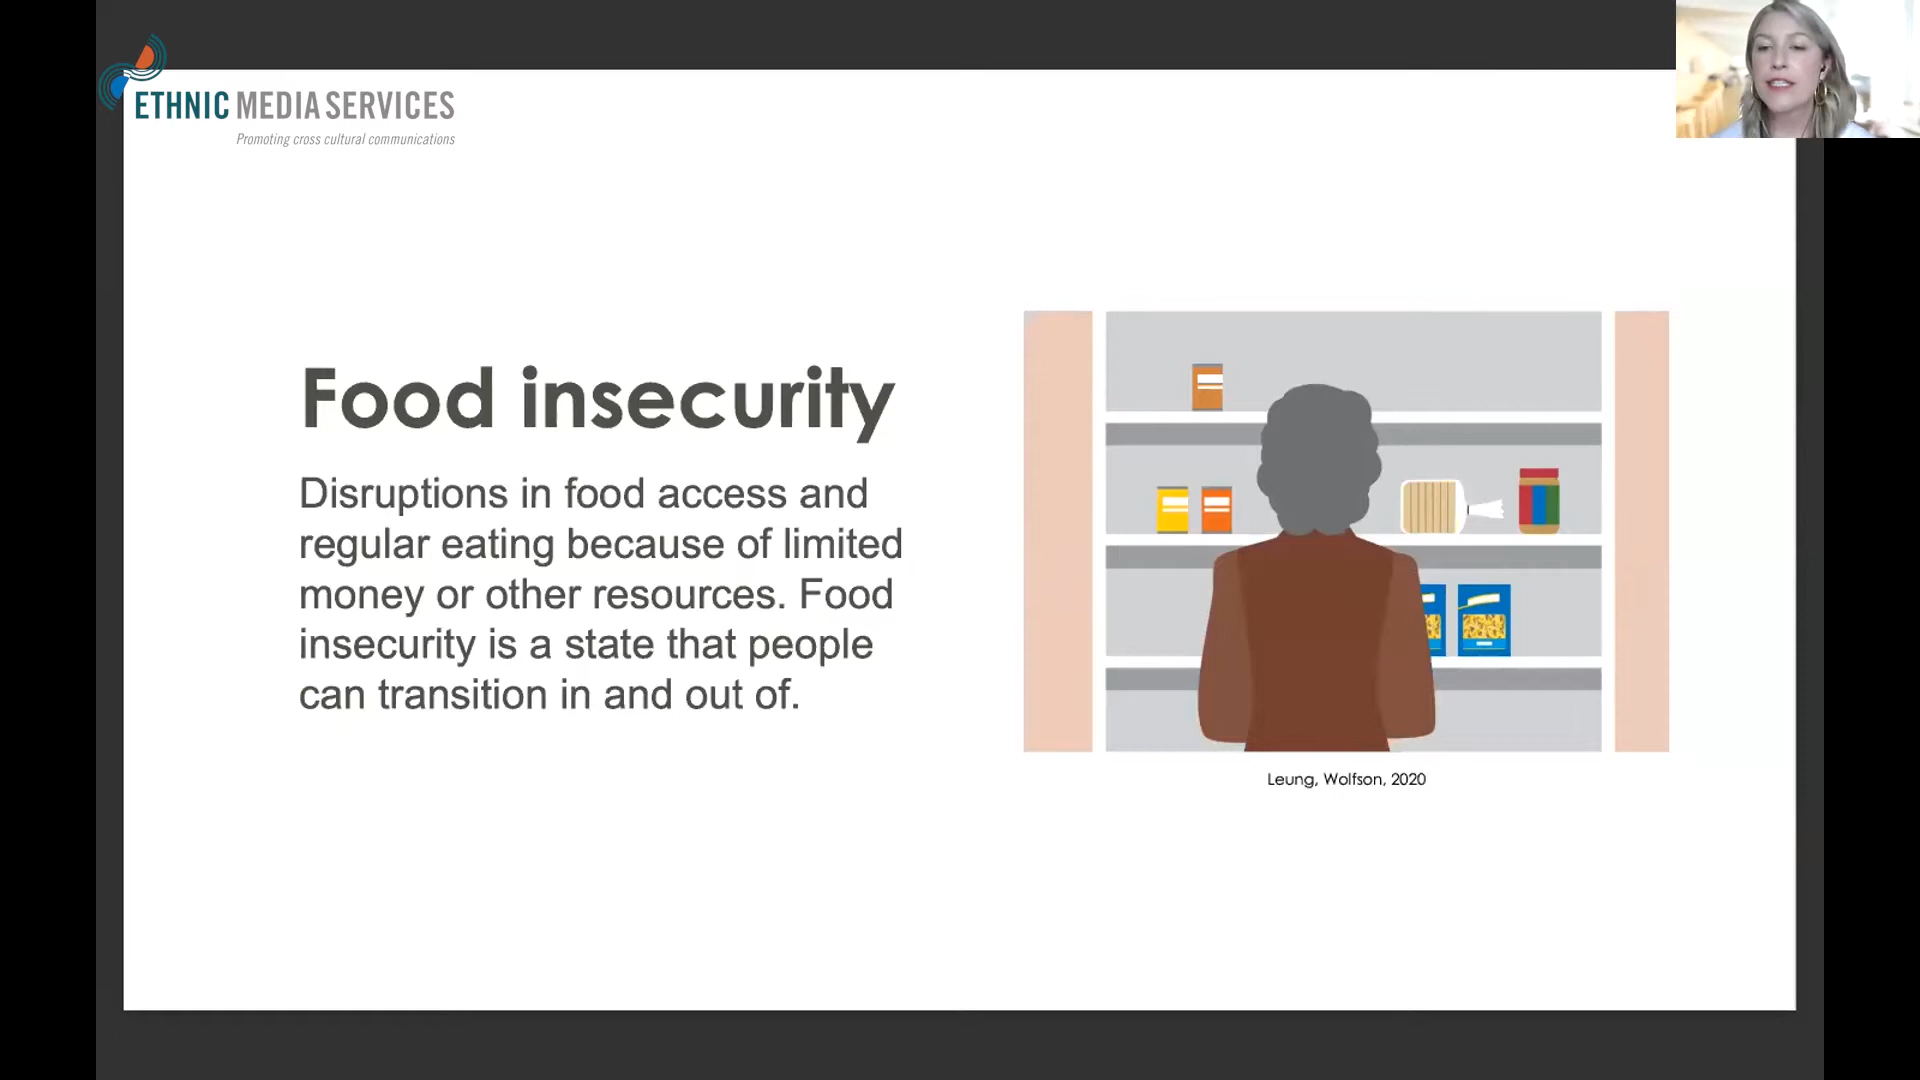 ETHNIC MEDIA SERVICES
Promoting cross cultural communications
Food insecurity
Disruptions in food access and
regular eating because of limited
money or other resources. Food
insecurity is a state that people
can transition in and out of.
Leung, Wolfson, 2020